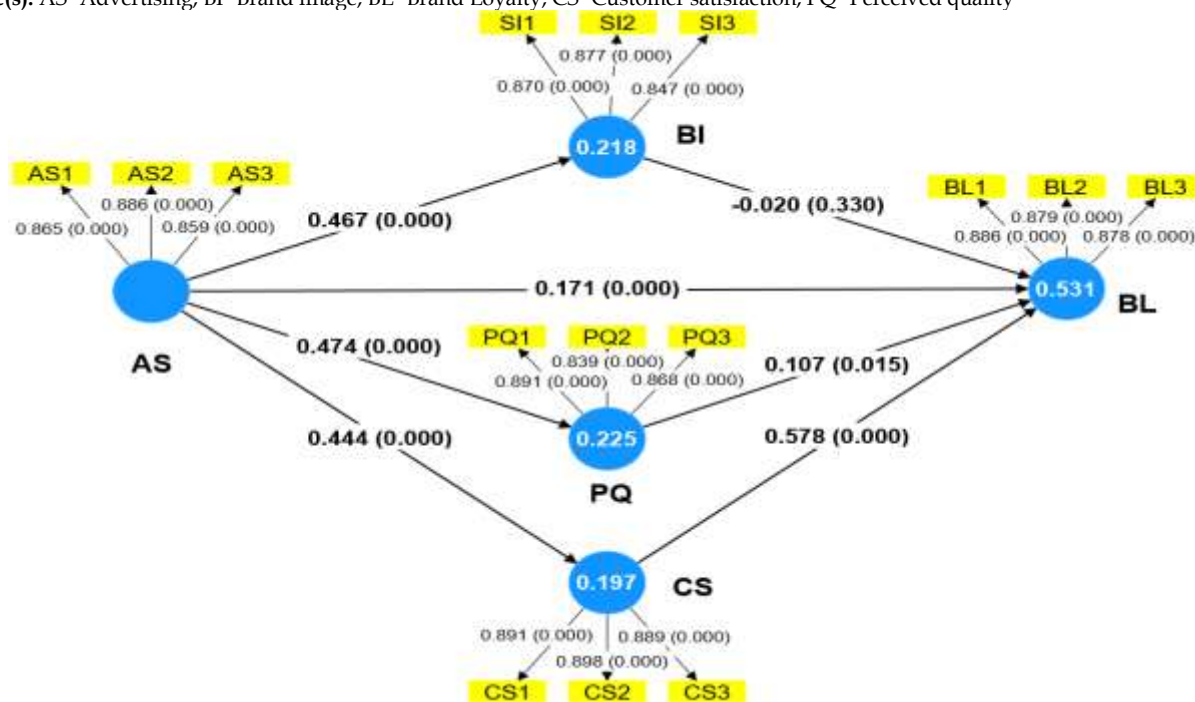 e(s): AS=Advertising, BI=Brand Image, BL=Brand Loyalty, CS=Customer satisfaction, PQ=Perceived quality
SI1 SI2 SI3
0.877 (0.000)
0.870 (0.000) 0.847 (0.000)
BI
0.218
AS1 AS2 AS3
0.886 (0.000)
0.865 (0.000) 0.859 (0.000)
BL1 BL2 BL3
0.879 (0.000)
0.886 (0.000) 0.878 (0.000)
0.467 (0.000)
-0.020 (0.330)
0.171 (0.000)
0.531
BL
AS
PQ1 PQ2 PQ3
0.839 (0.000)
0.891 (0.000) 0.868 (0.000)
0.474 (0.000)
0.107 (0.015)
0.444 (0.000)
0.225
0.578 (0.000)
PQ
0.197
CS
0.891 (0.000) 0.889 (0.000)
0.898 (0.000)
CS1 CS2 CS3